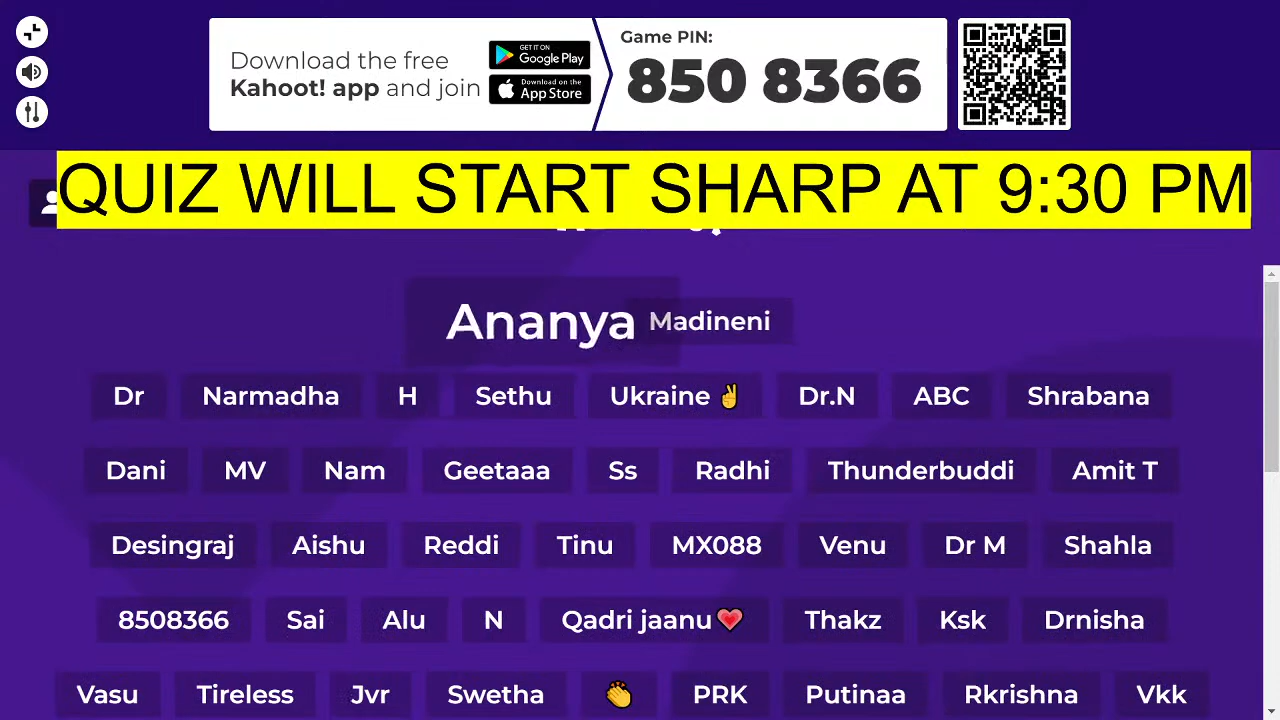 Download the free
Kahoot! app and join
GET IT ON
Google Play
Download on the
App Store
Game PIN:
850 8366
QUIZ WILL START SHARP AT 9:30 PM
Ananya Madineni
Dr Narmadha H Sethu Ukraine ✌️ Dr.N ABC Shrabana
Dani MV Nam Geetaaa Ss Radhi Thunderbuddi Amit T
Desingraj Aishu Reddi Tinu MX088 Venu Dr M Shahla
8508366 Sai Alu N Qadri jaanu❤️ Thakz Ksk Drnisha
Vasu Tireless Jvr Swetha 👏 PRK Putinaa Rkrishna Vkk